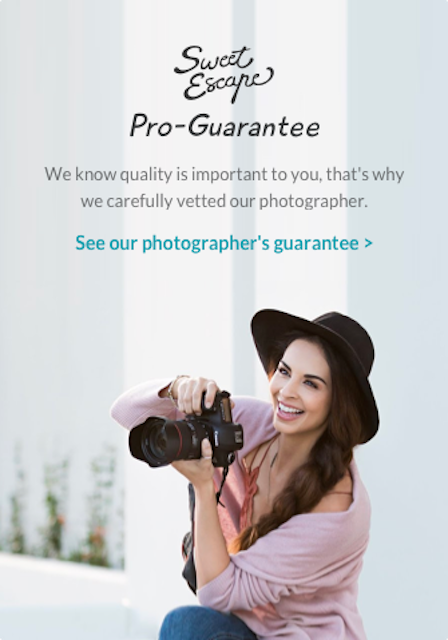 Sweet
Escape
Pro-Guarantee
We know quality is important to you, that's why
we carefully vetted our photographer.
See our photographer's guarantee >